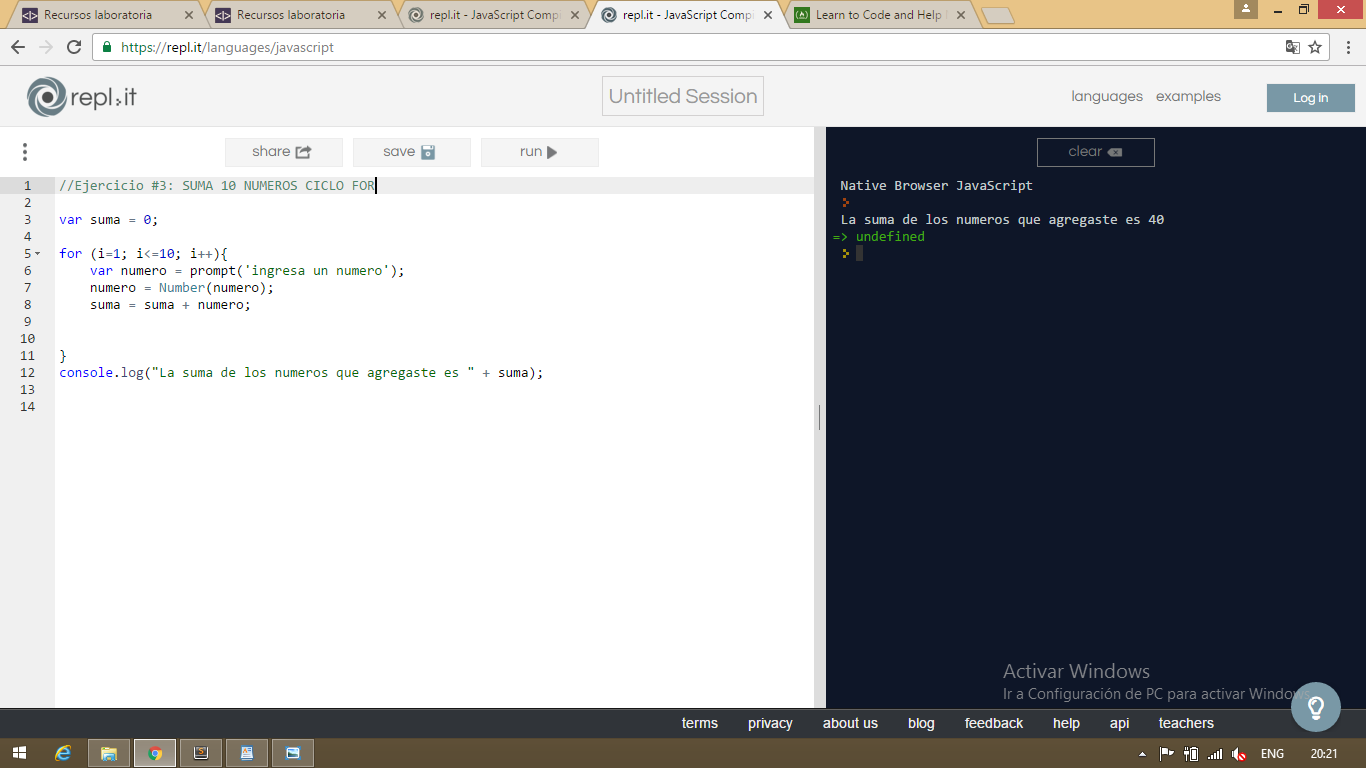 Recursos laboratoria
Recursos laboratoria
repl.it - JavaScript Comp
repl.it - JavaScript Comp
Learn to Code and Help
https://repl.it/languages/javascript
repl.it
Untitled Session
languages
examples
Log in
share
save
run
clear
1 //Ejercicio #3: SUMA 10 NUMEROS CICLO FOR
2
3 var suma = 0;
4
5 for (i=1; i<=10; i++){
6 var numero = prompt('ingresa un numero');
7 numero = Number(numero);
8 suma = suma + numero;
9
10
11 }
12 console.log("La suma de los numeros que agregaste es " + suma);
13
14
Native Browser JavaScript
La suma de los numeros que agregaste es 40
=> undefined
Activar Windows
Ir a Configuración de PC para activar Windows.
terms
privacy
about us
blog
feedback
help
api
teachers
ENG
20:21